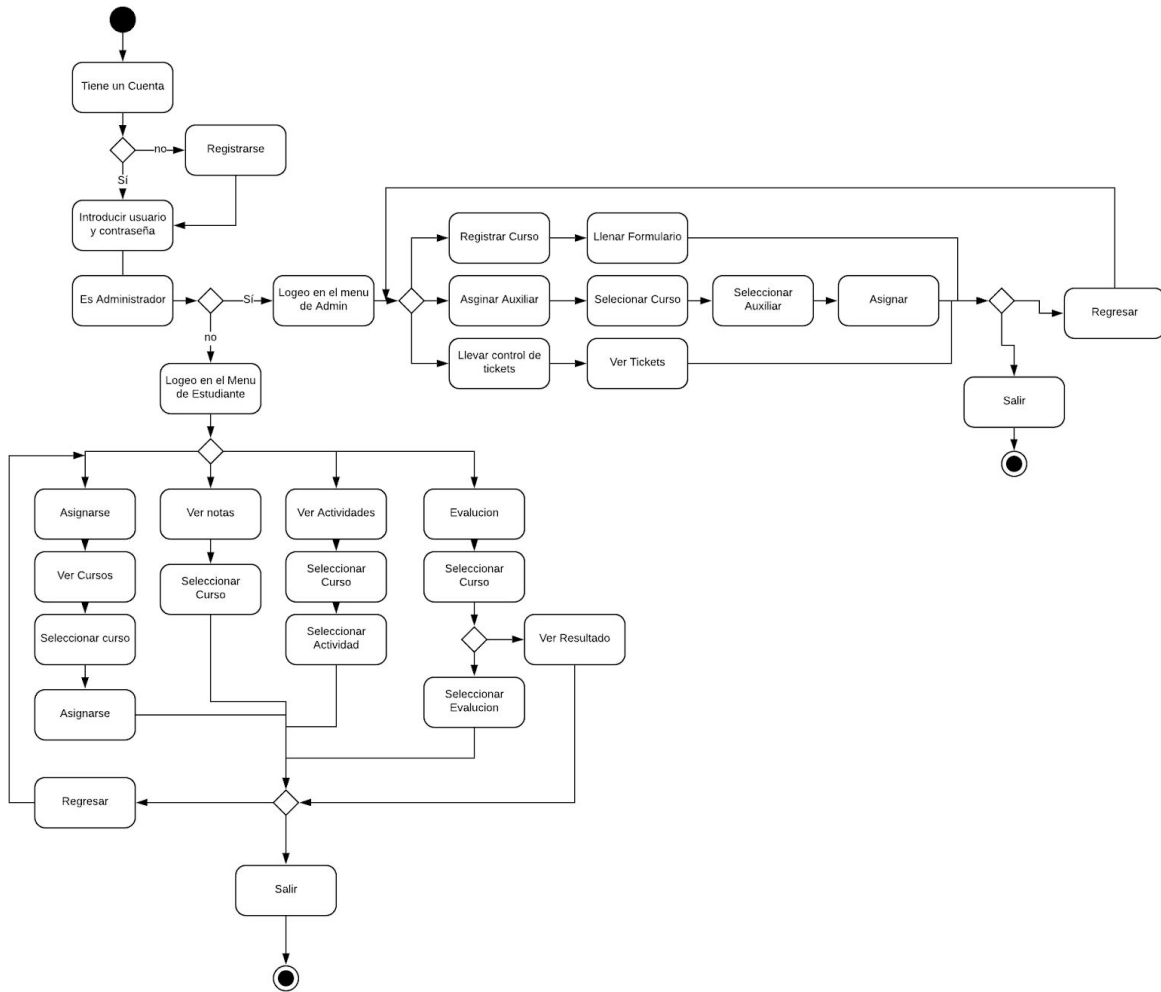 Tiene un Cuenta
no
Registrarse
Sí
Introducir usuario
y contraseña
Es Administrador
Sí
Logeo en el menu
de Admin
no
Registrar Curso
Llenar Formulario
Asginar Auxiliar
Selecionar Curso
Seleccionar
Auxiliar
Asignar
Llevar control de
tickets
Ver Tickets
Regresar
Salir
Logeo en el Menu
de Estudiante
Asignarse
Ver notas
Ver Actividades
Evalucion
Ver Cursos
Seleccionar
Curso
Seleccionar
Curso
Seleccionar
Curso
Seleccionar curso
Seleccionar
Actividad
Ver Resultado
Asignarse
Seleccionar
Evalucion
Regresar
Salir